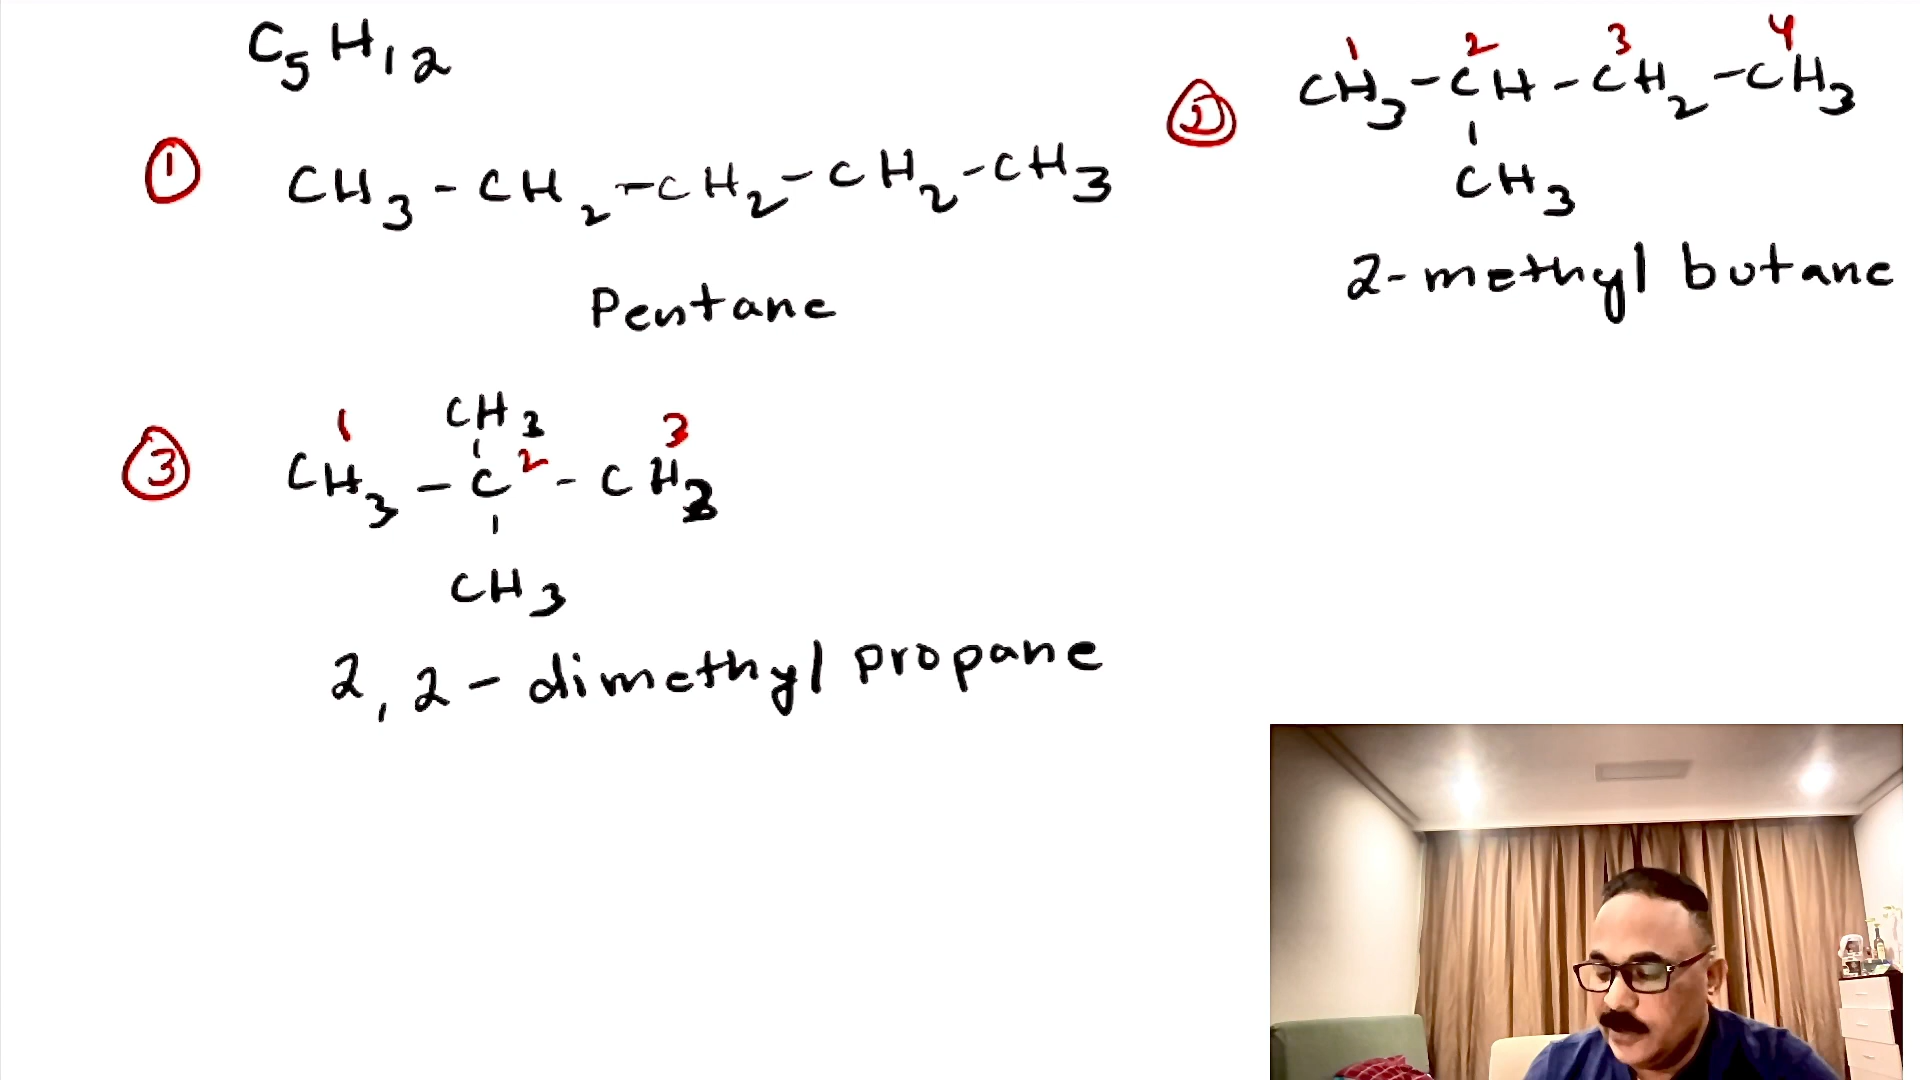 C5H12
① CH3-CH2-CH2-CH2-CH3
Pentane
1 2 3 4
② CH3-CH-CH2-CH3
CH3
2-methyl butane
CH3
1 2 3
③ CH3-C-CH3
CH3
2,2-dimethyl propane